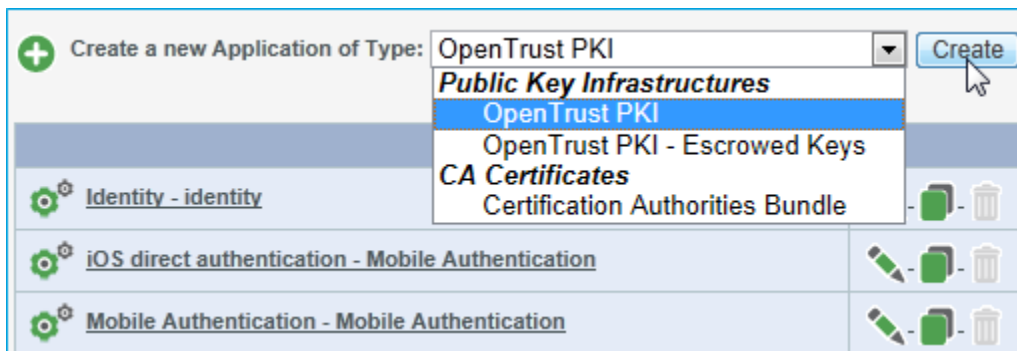 Create a new Application of Type: OpenTrust PKI Create
Public Key Infrastructures
OpenTrust PKI
OpenTrust PKI - Escrowed Keys
CA Certificates
Certification Authorities Bundle
Identity - identity
iOS direct authentication - Mobile Authentication
Mobile Authentication - Mobile Authentication